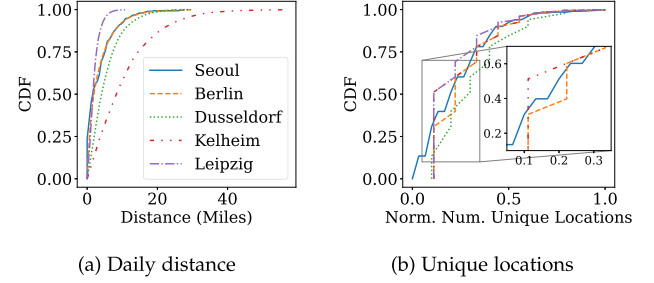 1.00
0.75
0.50
0.25
0.00
CDF
Seoul
Berlin
Dusseldorf
Kelheim
Leipzig
0 20 40
Distance (Miles)
(a) Daily distance
1.00
0.75
0.50
0.25
0.00
CDF
0.6
0.4
0.2
0.1 0.2 0.3
0.0 0.5 1.0
Norm. Num. Unique Locations
(b) Unique locations